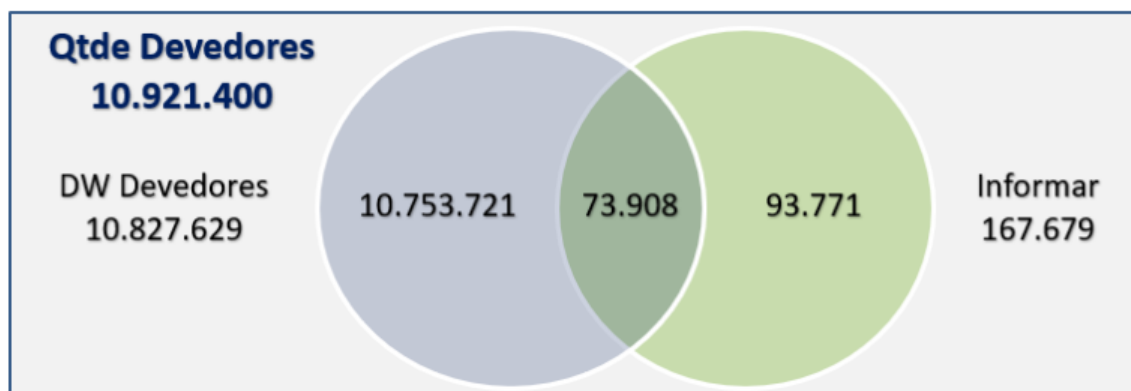 Qtde Devedores
10.921.400
DW Devedores
10.827.629
10.753.721
73.908
93.771
Informar
167.679